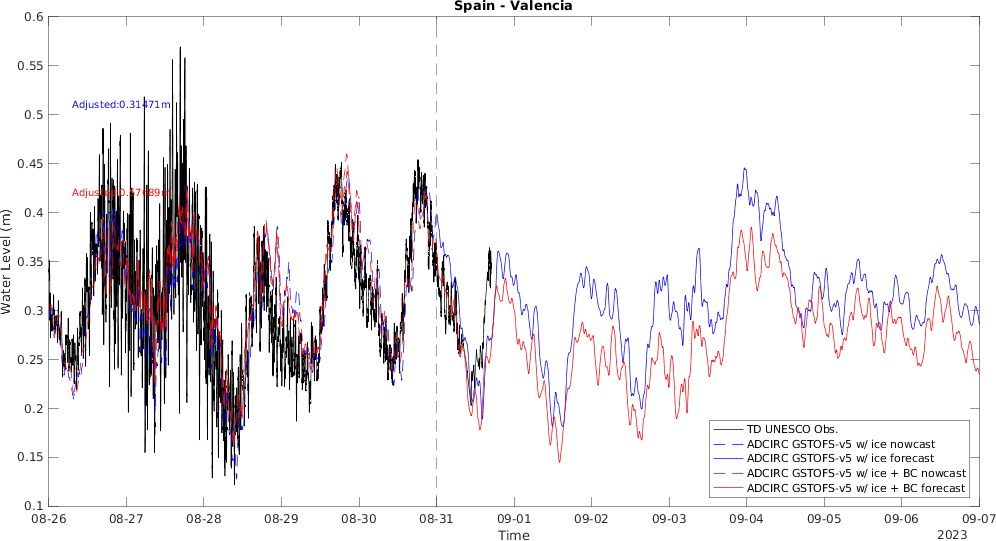 Spain - Valencia
0.6
0.55
0.5
0.45
0.4
0.35
0.3
0.25
0.2
0.15
0.1
Water Level (m)
Adjusted:0.31471m
TD UNESCO Obs.
ADCIRC GSTOFS-v5 w/ ice nowcast
ADCIRC GSTOFS-v5 w/ ice forecast
ADCIRC GSTOFS-v5 w/ ice + BC nowcast
ADCIRC GSTOFS-v5 w/ ice + BC forecast
08-26 08-27 08-28 08-29 08-30 08-31 09-01 09-02 09-03 09-04 09-05 09-06 09-07
Time
2023